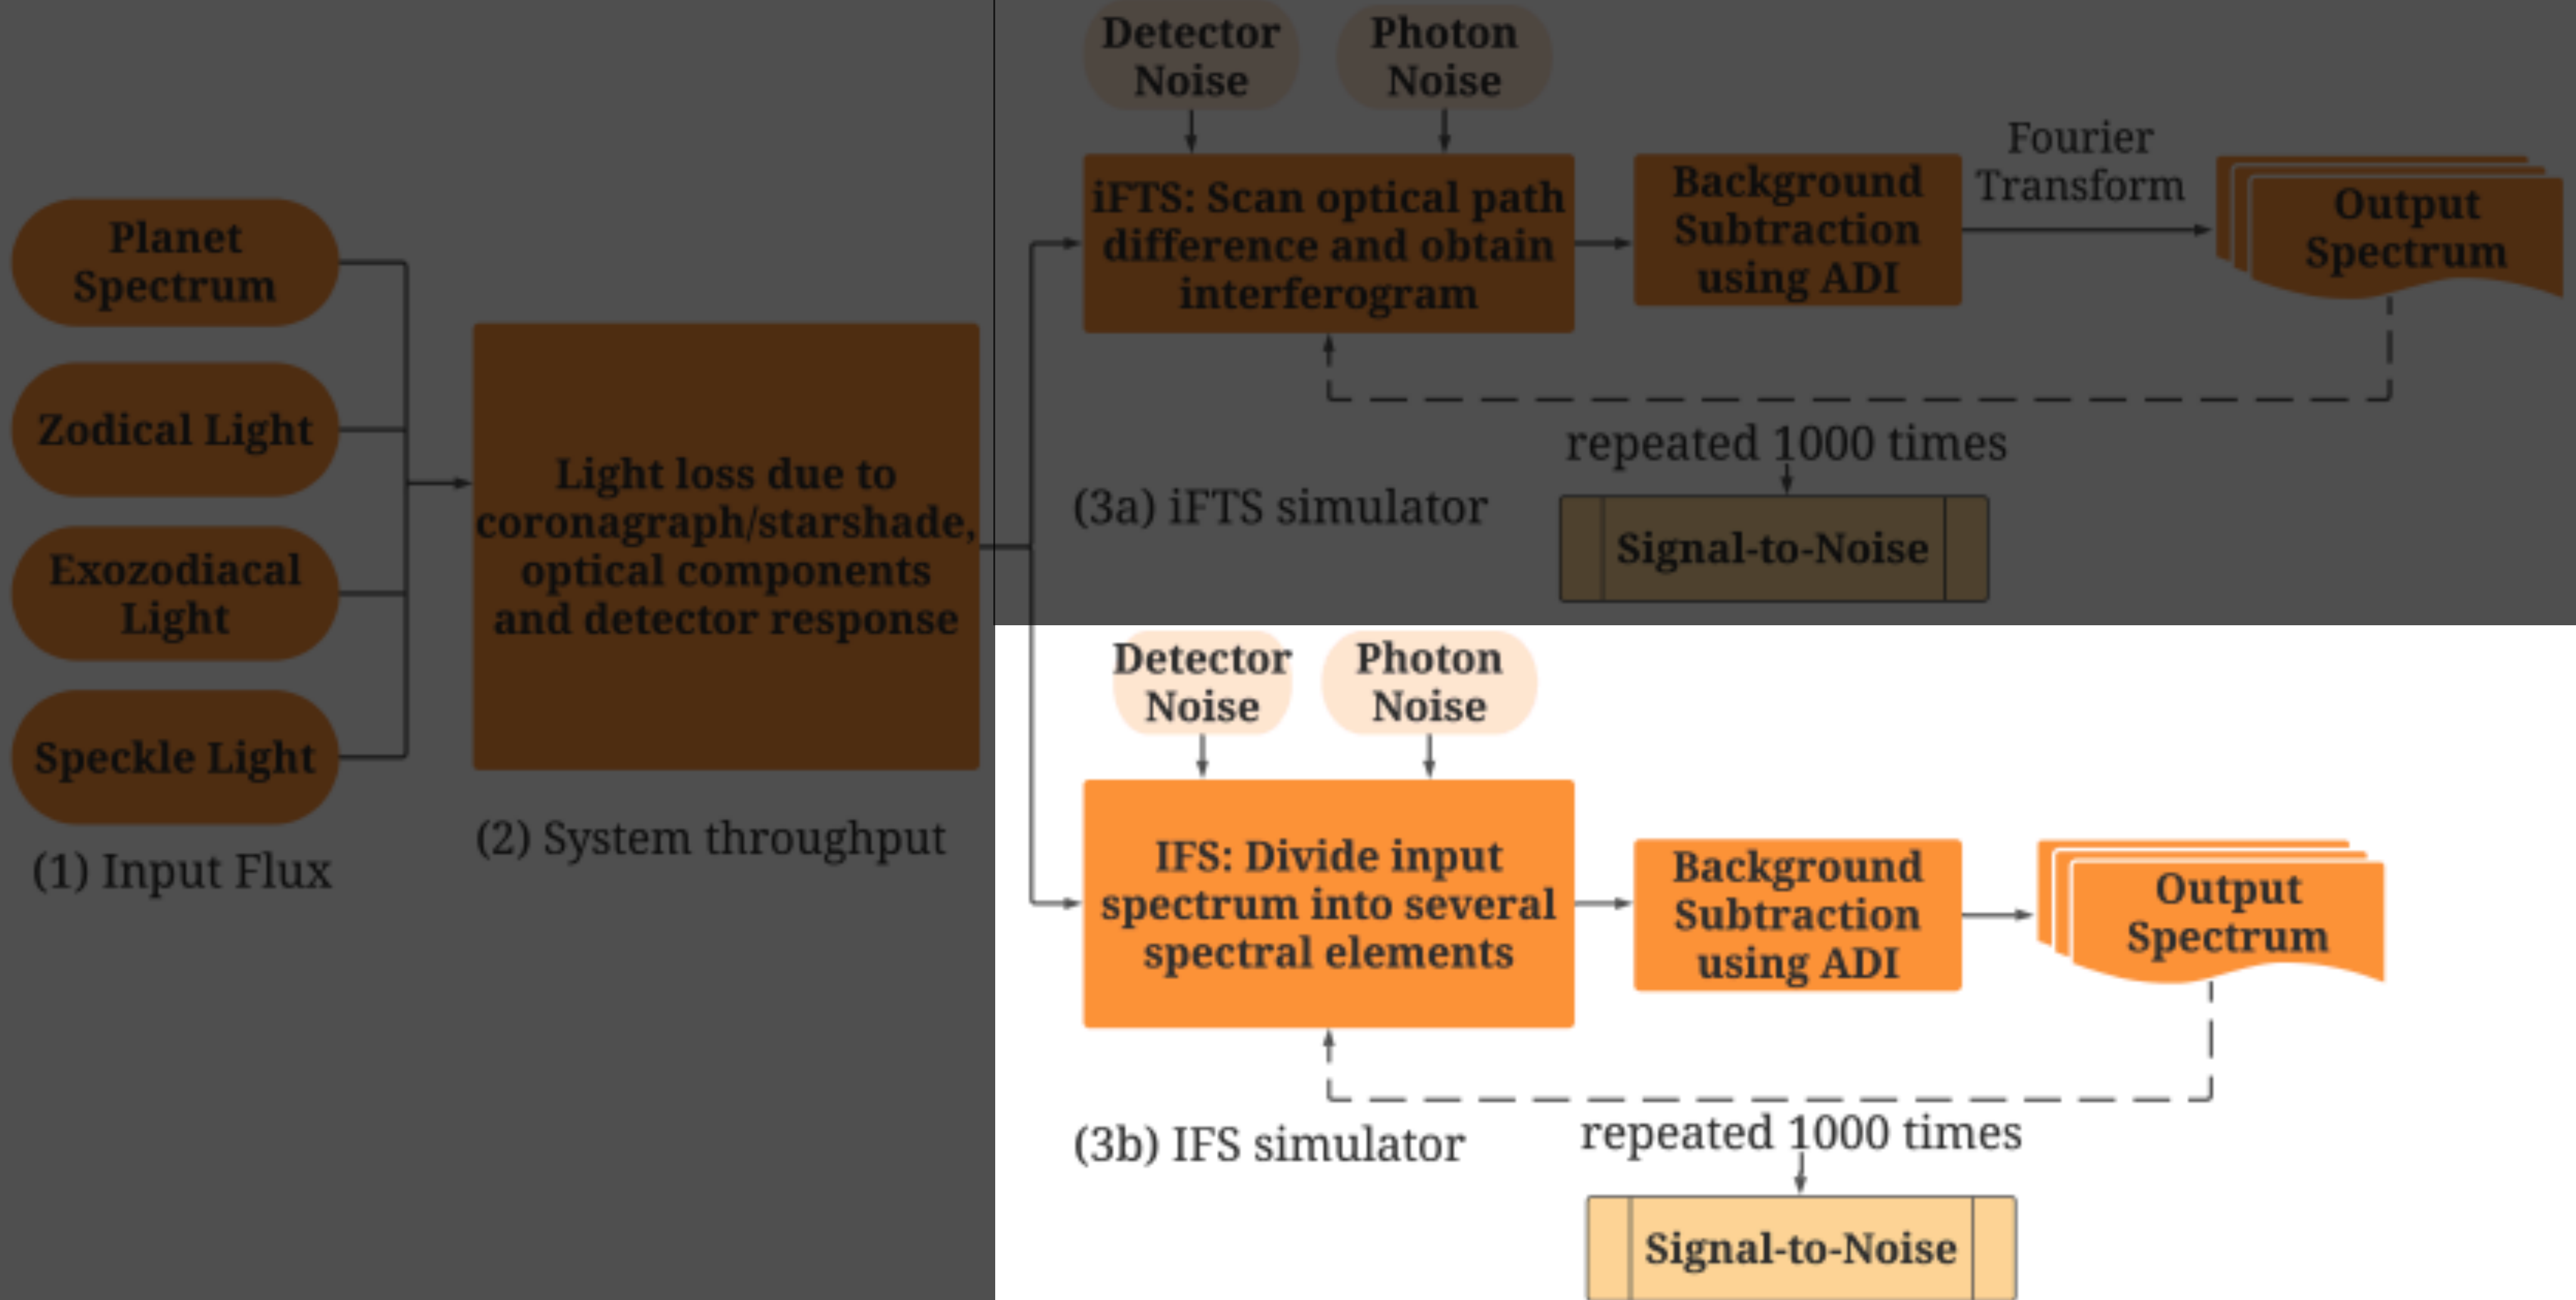 Planet
Spectrum
Zodical Light
Exozodiacal
Light
Speckle Light
(1) Input Flux
Light loss due to
coronagraph/starshade,
optical components
and detector response
(2) System throughput
Detector
Noise
Photon
Noise
iFTS: Scan optical path
difference and obtain
interferogram
Background
Subtraction
using ADI
Fourier
Transform
Output
Spectrum
repeated 1000 times
(3a) iFTS simulator
Signal-to-Noise
Detector
Noise
Photon
Noise
IFS: Divide input
spectrum into several
spectral elements
Background
Subtraction
using ADI
Output
Spectrum
repeated 1000 times
(3b) IFS simulator
Signal-to-Noise